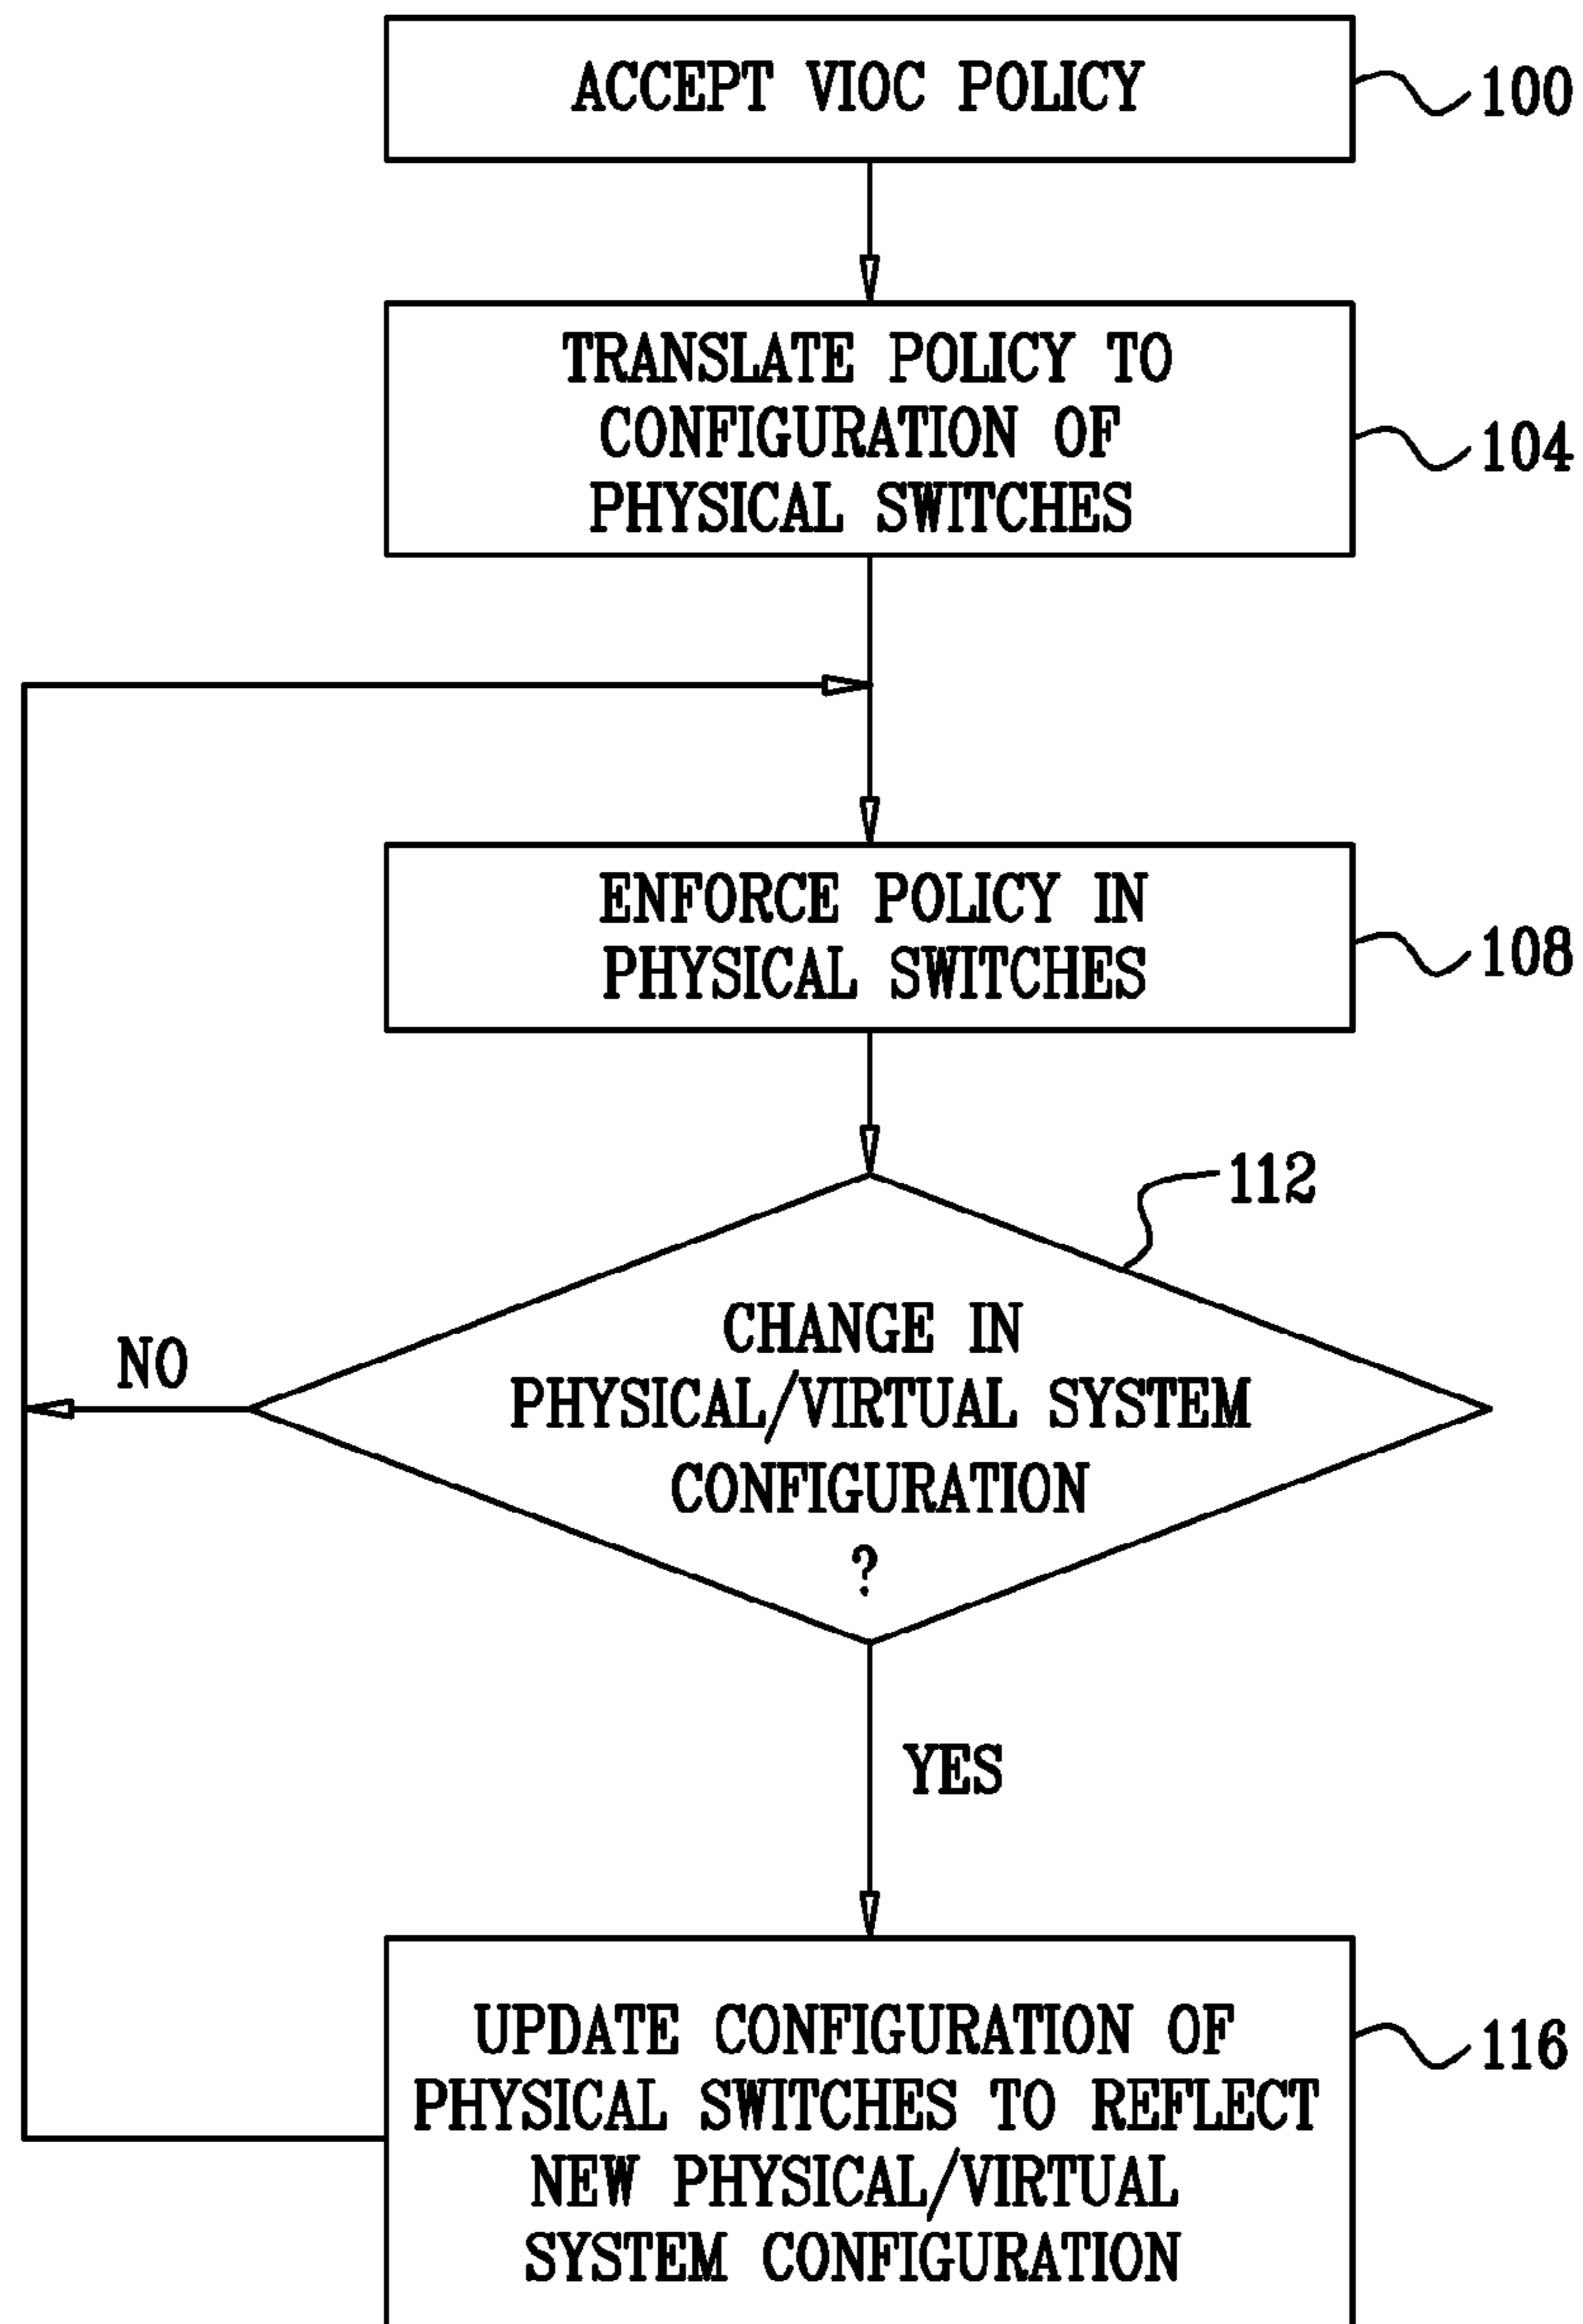 ACCEPT VIOC POLICY
100
TRANSLATE POLICY TO
CONFIGURATION OF
PHYSICAL SWITCHES
104
ENFORCE POLICY IN
PHYSICAL SWITCHES
108
112
CHANGE IN
PHYSICAL/VIRTUAL SYSTEM
CONFIGURATION
?
NO
YES
UPDATE CONFIGURATION OF
PHYSICAL SWITCHES TO REFLECT
NEW PHYSICAL/VIRTUAL
SYSTEM CONFIGURATION
116